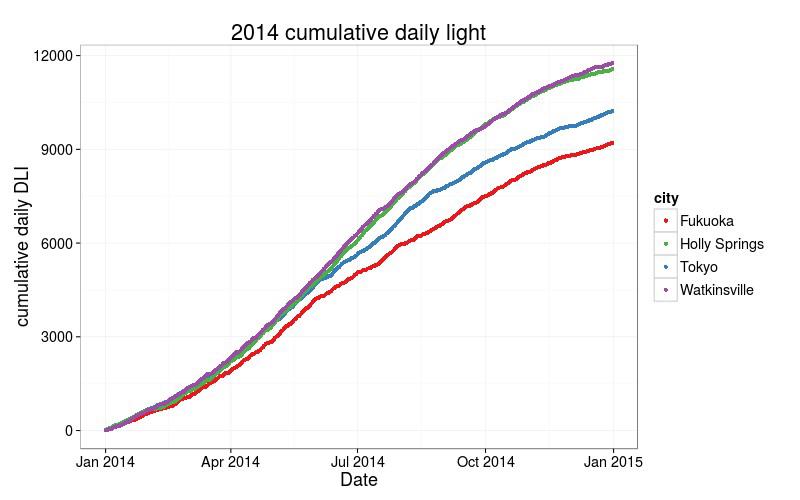 2014 cumulative daily light
cumulative daily DLI
12000
9000
6000
3000
0
Jan 2014
Apr 2014
Jul 2014
Oct 2014
Jan 2015
Date
city
Fukuoka
Holly Springs
Tokyo
Watkinsville